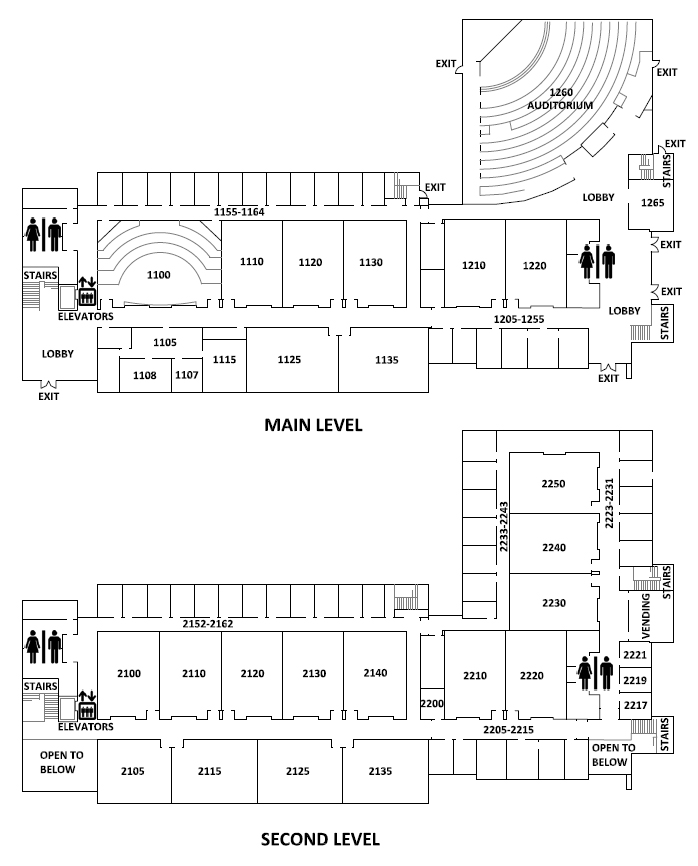 EXIT
EXIT
1260
AUDITORIUM
EXIT
STAIRS
EXIT
LOBBY
1265
1155-1164
1100
1110
1120
1130
1210
1220
EXIT
STAIRS
ELEVATORS
EXIT
LOBBY
1205-1255
STAIRS
LOBBY
1105
1115
1125
1135
1108
1107
EXIT
EXIT
MAIN LEVEL
2250
2233-2243
2223-2231
2240
2230
STAIRS
VENDING
2152-2162
2100
2110
2120
2130
2140
2210
2220
2221
2219
2217
2200
STAIRS
ELEVATORS
2205-2215
STAIRS
OPEN TO
BELOW
OPEN TO
BELOW
2105
2115
2125
2135
SECOND LEVEL